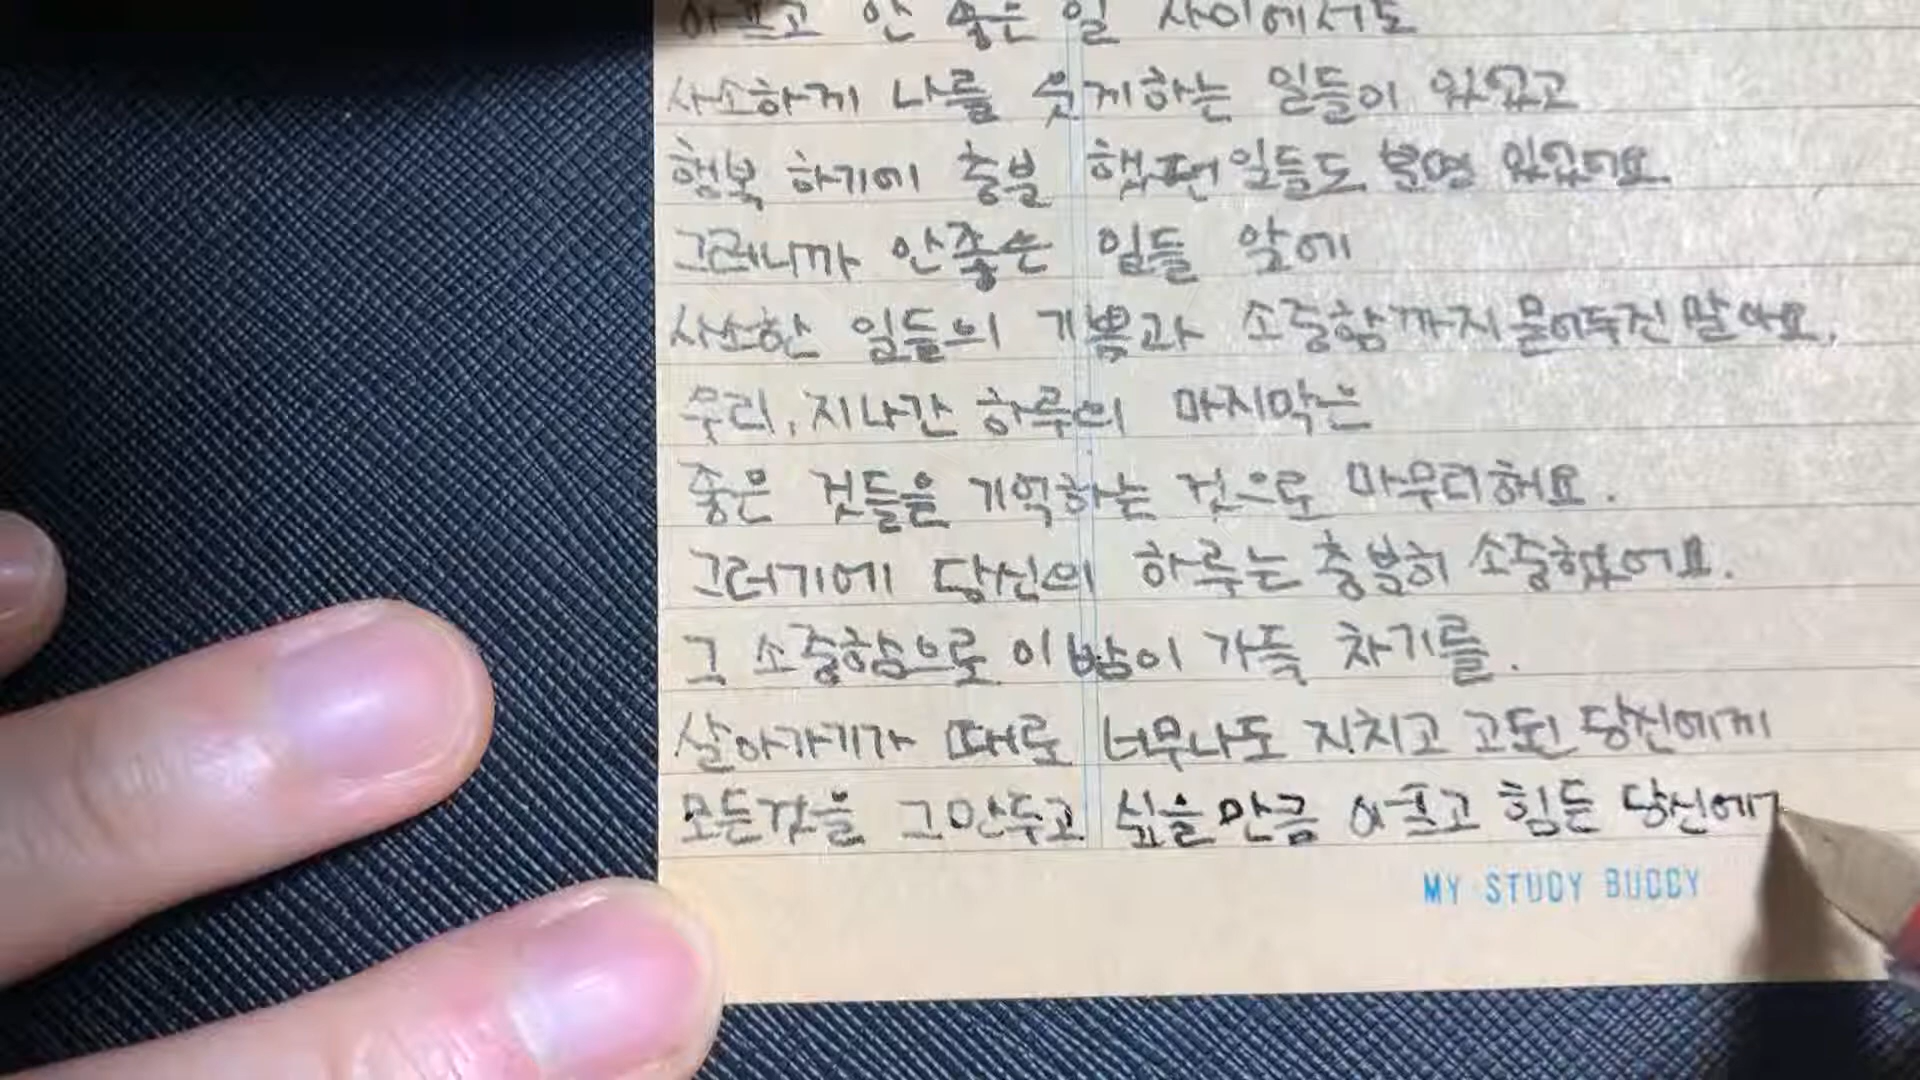 아프고 안 좋은 일 사이에서도
사소하게 나를 웃게하는 일들이 있었고
행복 하기에 충분 했던일들도 분명 있었어요.
그러니까 안좋은 일들 앞에
사소한 일들의 기쁨과 소중함까지 묻어두진 말아요.
우리, 지나간 하루의 마지막은
좋은 것들을 기억하는 것으로 마무리해요.
그러기에 당신의 하루는 충분히 소중했어요.
그 소중함으로 이 밤이 가득 차기를.
살아가기가 때로 너무나도 지치고 고된 당신에게
모든것을 그만두고 싶을만큼 아프고 힘든 당신에
MY STUDY BUDDY